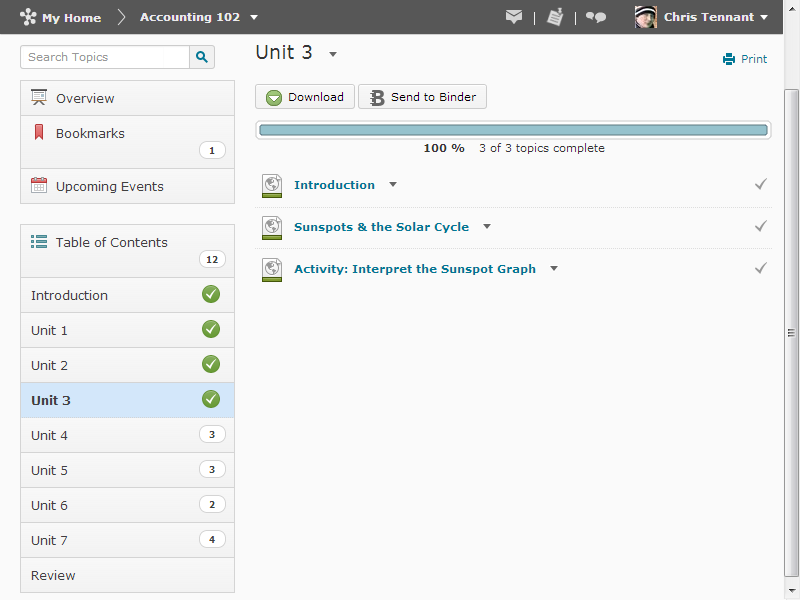 My Home
Accounting 102
Chris Tennant
Search Topics
Overview
Bookmarks
1
Upcoming Events
Table of Contents
12
Introduction
Unit 1
Unit 2
Unit 3
Unit 4
3
Unit 5
3
Unit 6
2
Unit 7
4
Review
Unit 3
Print
Download
B Send to Binder
100 % 3 of 3 topics complete
Introduction
Sunspots & the Solar Cycle
Activity: Interpret the Sunspot Graph